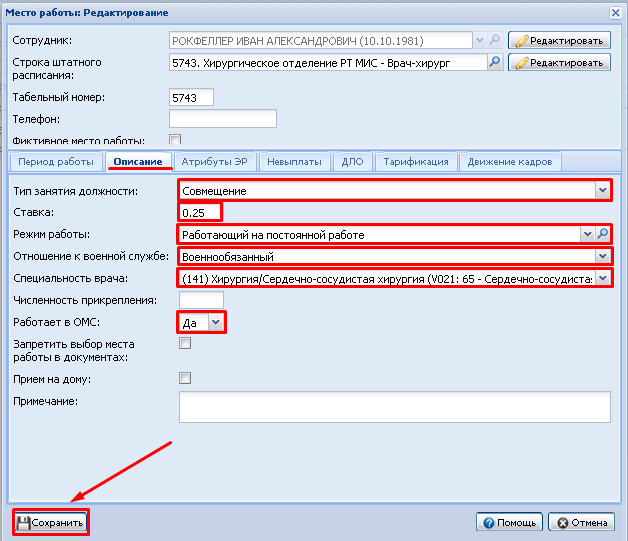 Место работы: Редактирование
Сотрудник: РОКФЕЛЛЕР ИВАН АЛЕКСАНДРОВИЧ (10.10.1981) Редактировать
Строка штатного расписания: 5743. Хирургическое отделение РТ МИС - Врач-хирург Редактировать
Табельный номер: 5743
Телефон:
Фиктивное место работы:
Период работы Описание Атрибуты ЭР Невыплаты ДЛО Тарификация Движение кадров
Тип занятия должности: Совмещение
Ставка: 0.25
Режим работы: Работающий на постоянной работе
Отношение к военной службе: Военнообязанный
Специальность врача: (141) Хирургия/Сердечно-сосудистая хирургия (V021: 65 - Сердечно-сосудиста
Численность прикрепления:
Работает в ОМС: Да
Запретить выбор места
работы в документах:
Прием на дому:
Примечание:
Сохранить Помощь Отмена